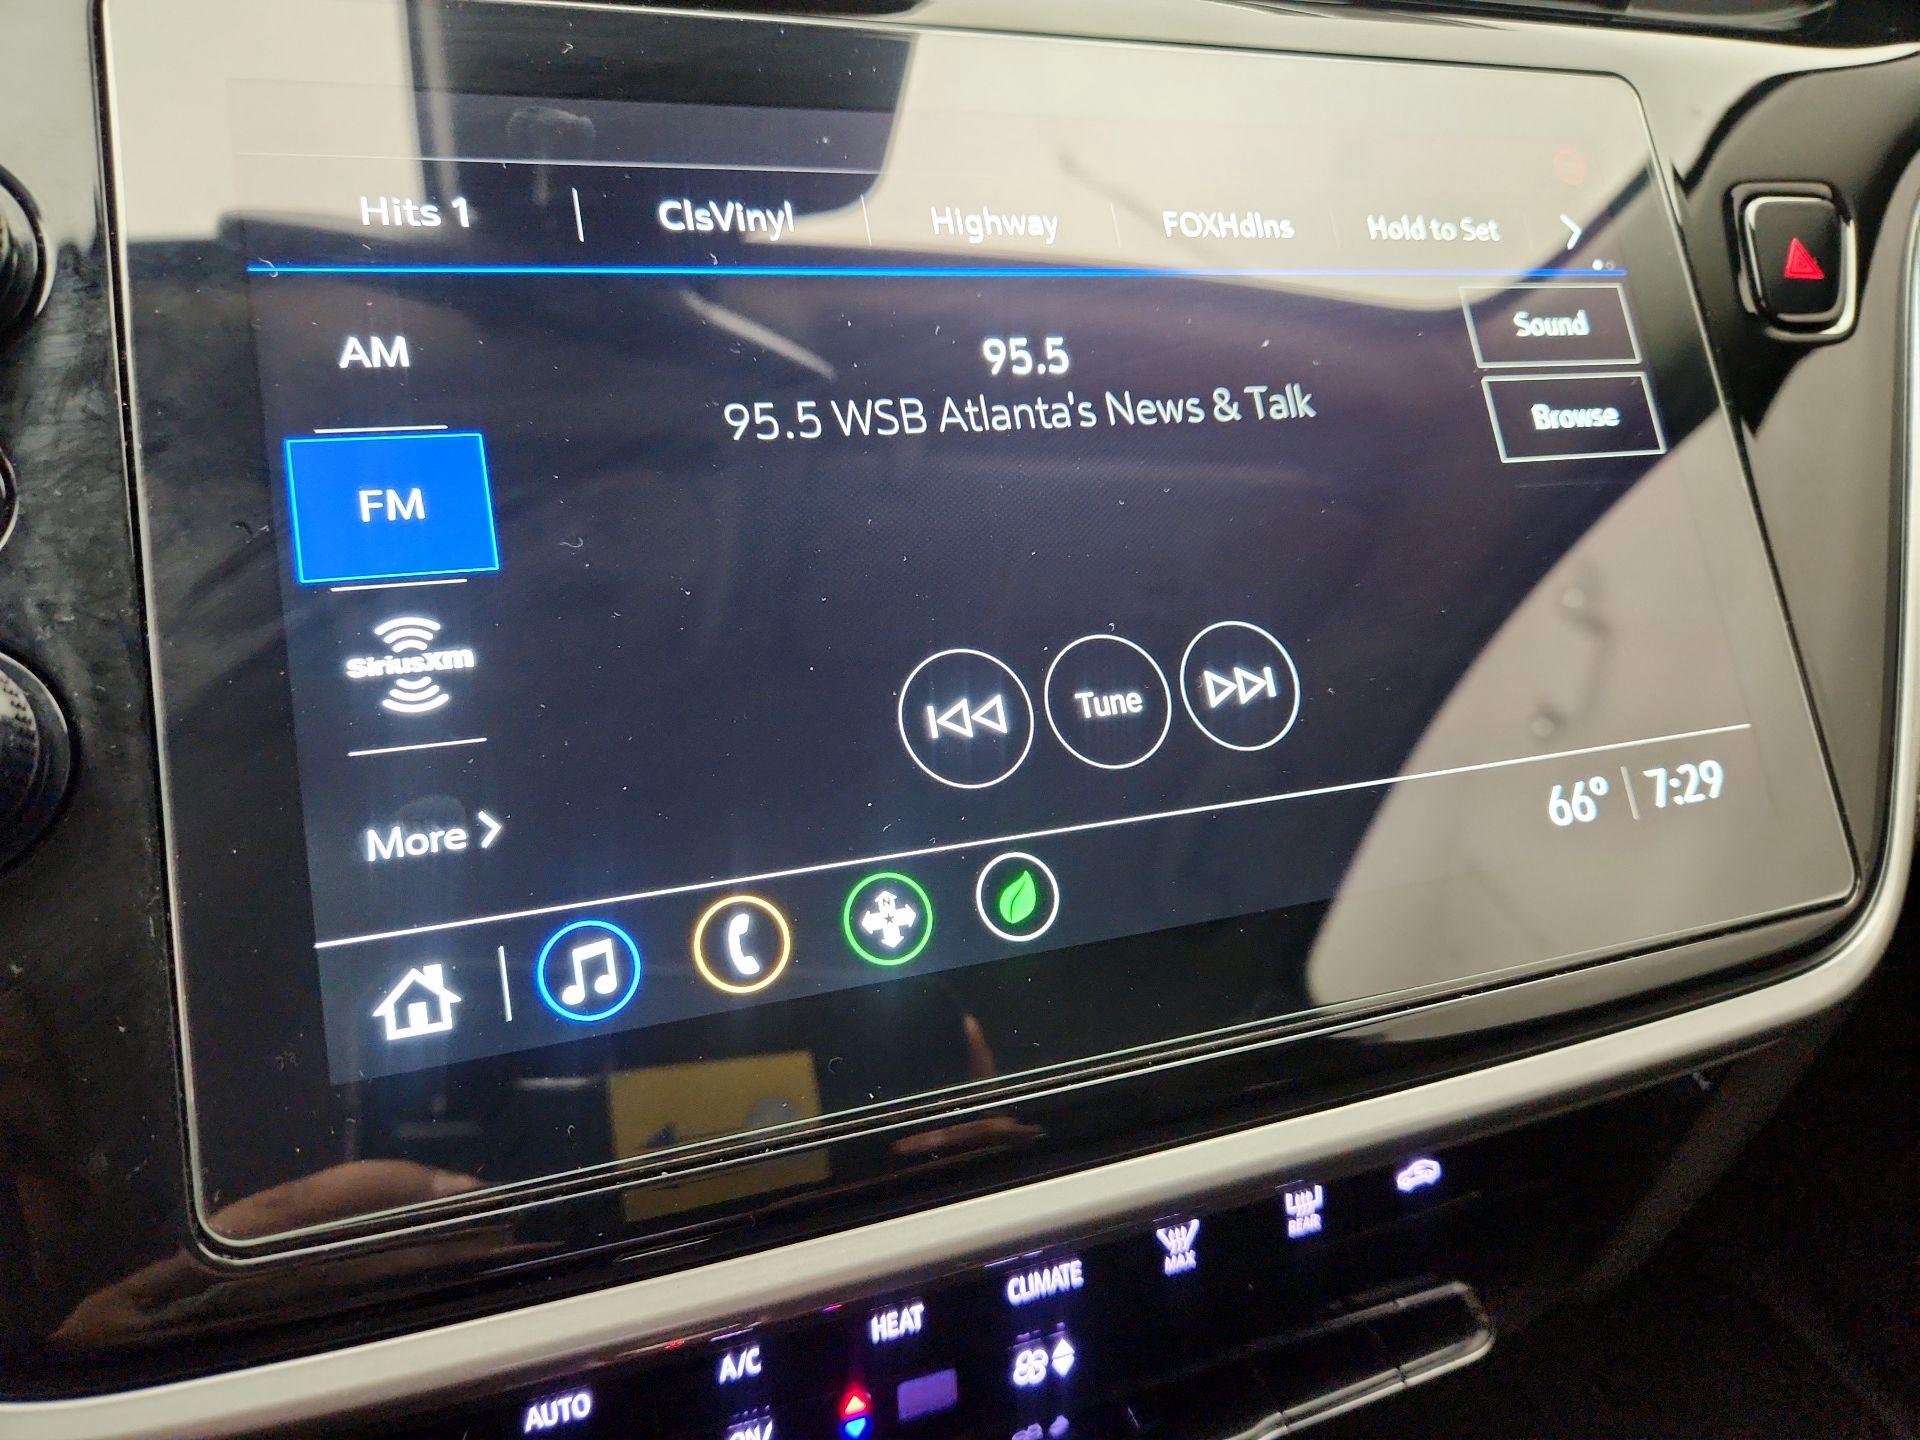 Hits 1
ClsVinyl
Highway
FOXHdlns
Hold to Set
AM
95.5
Sound
95.5 WSB Atlanta's News & Talk
Browse
FM
SiriusXm
Tune
66° 7:29
More
N
REAR
MAX
CLIMATE
HEAT
A/C
AUTO
ON/